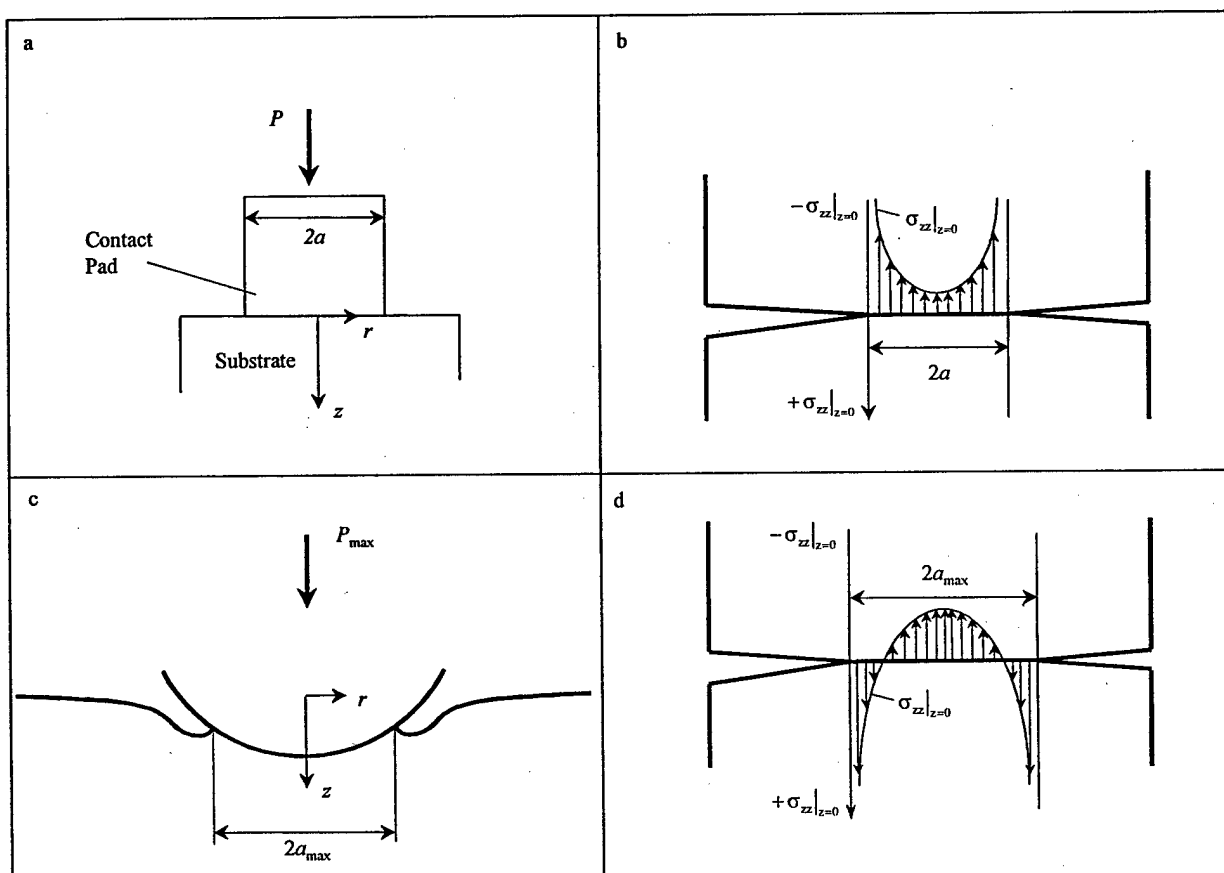 a
P
2a
Contact
Pad
r
Substrate
z
b
−σzz|z=0
σzz|z=0
2a
+σzz|z=0
c
Pmax
r
z
2amax
d
−σzz|z=0
2amax
σzz|z=0
+σzz|z=0